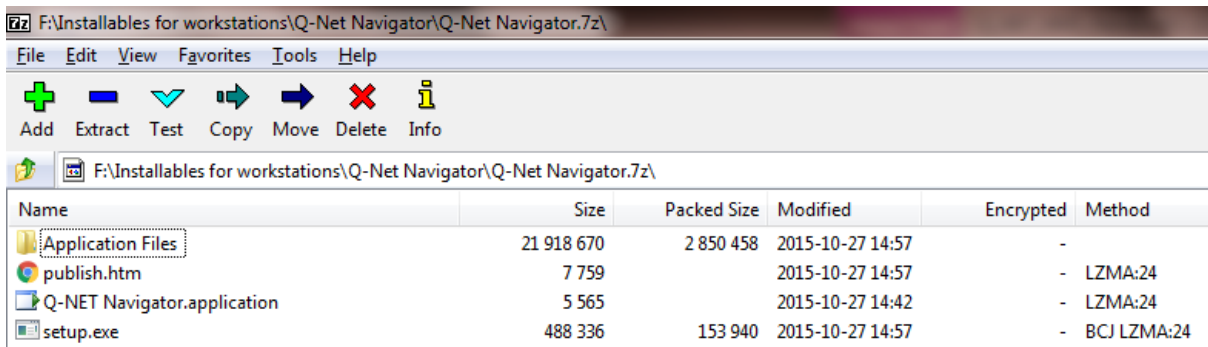 F:\Installables for workstations\Q-Net Navigator\Q-Net Navigator.7z\
File Edit View Favorites Tools Help
Add Extract Test Copy Move Delete Info
F:\Installables for workstations\Q-Net Navigator\Q-Net Navigator.7z\
Name Size Packed Size Modified Encrypted Method
Application Files 21 918 670 2 850 458 2015-10-27 14:57 -
publish.htm 7 759 2015-10-27 14:57 - LZMA:24
Q-NET Navigator.application 5 565 2015-10-27 14:42 - LZMA:24
setup.exe 488 336 153 940 2015-10-27 14:57 - BCJ LZMA:24